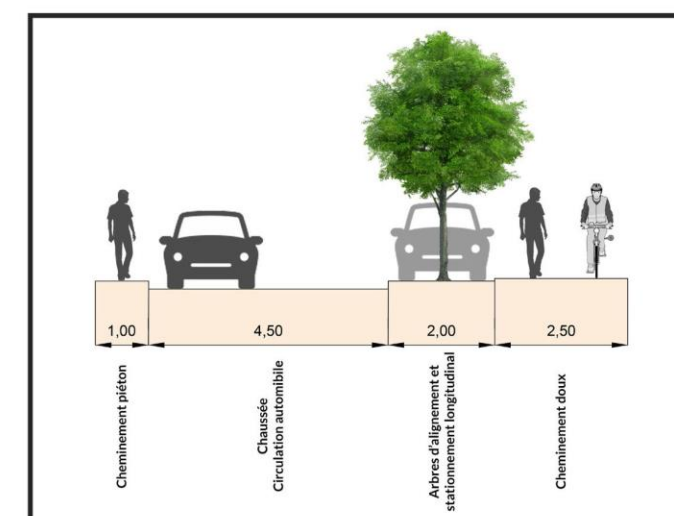 1,00
4,50
2,00
2,50
Cheminement piéton
Chaussée
Circulation automibile
Arbres d'alignement et
stationnement longitudinal
Cheminement doux